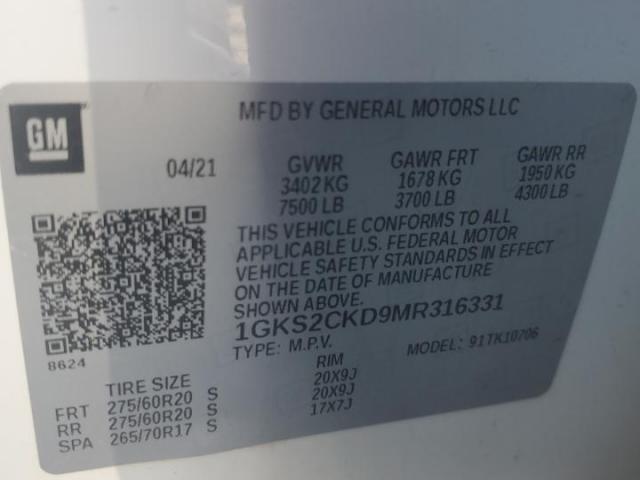 GM
MFD BY GENERAL MOTORS LLC
04/21 GVWR GAWR FRT GAWR RR
3402 KG 1678 KG 1950 KG
7500 LB 3700 LB 4300 LB
THIS VEHICLE CONFORMS TO ALL
APPLICABLE U.S. FEDERAL MOTOR
VEHICLE SAFETY STANDARDS IN EFFECT
ON THE DATE OF MANUFACTURE
SHOWN ABOVE.
1GKS2CKD9MR316331
TYPE: M.P.V. MODEL: 91TK10706
8624
TIRE SIZE RIM
FRT 275/60R20 S 20X9J
RR 275/60R20 S 20X9J
SPA 265/70R17 S 17X7J